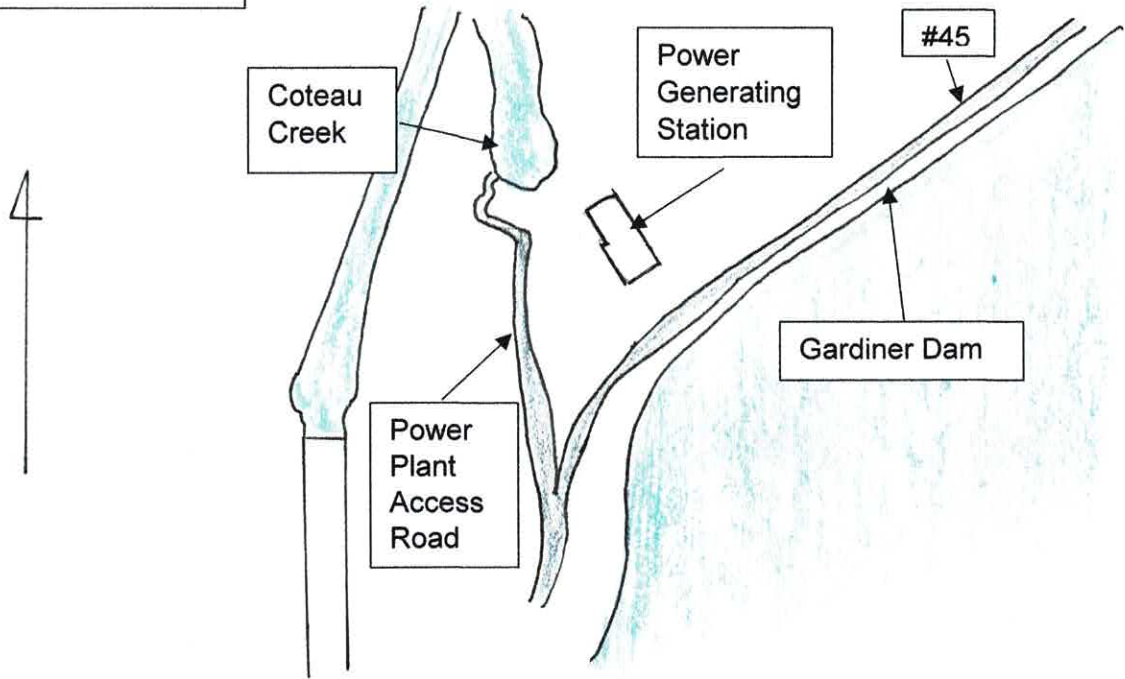 #45
Power
Generating
Station
Coteau
Creek
Gardiner Dam
Power
Plant
Access
Road